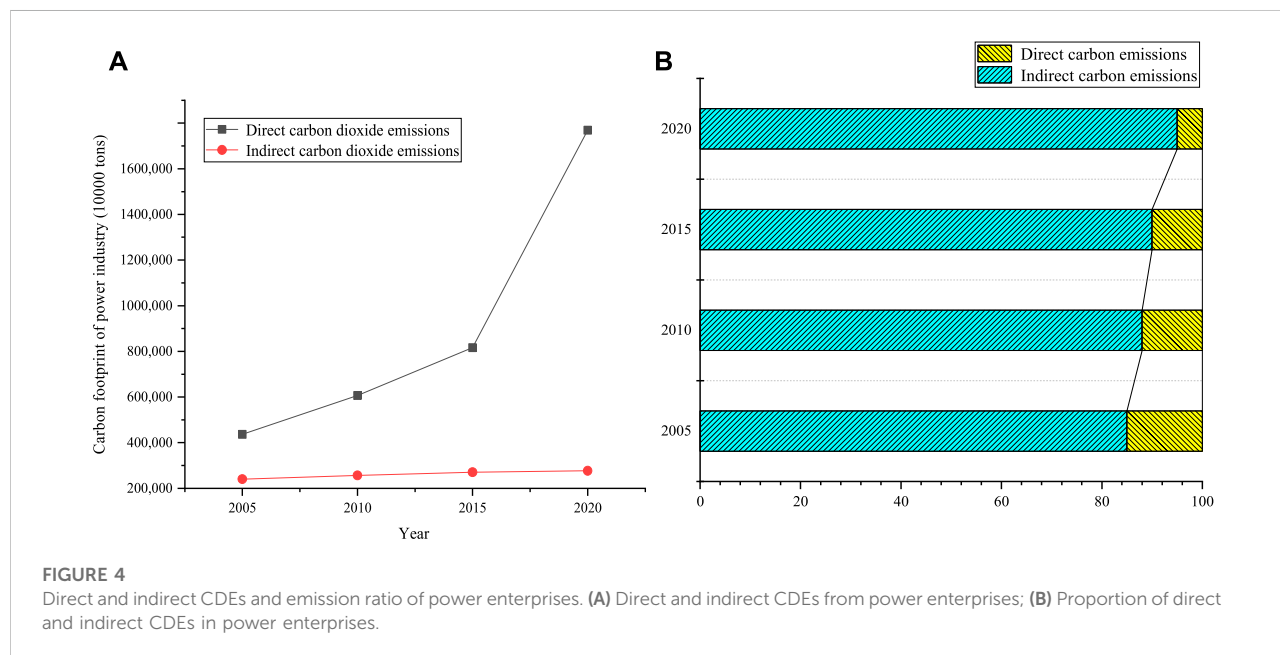 A
Direct carbon dioxide emissions
Indirect carbon dioxide emissions
Carbon footprint of power industry (10000 tons)
1600,000
1400,000
1200,000
1000,000
800,000
600,000
400,000
200,000
2005
2010
2015
2020
Year
B
Direct carbon emissions
Indirect carbon emissions
2020
2015
2010
2005
0
20
40
60
80
100
FIGURE 4
Direct and indirect CDEs and emission ratio of power enterprises. (A) Direct and indirect CDEs from power enterprises; (B) Proportion of direct
and indirect CDEs in power enterprises.